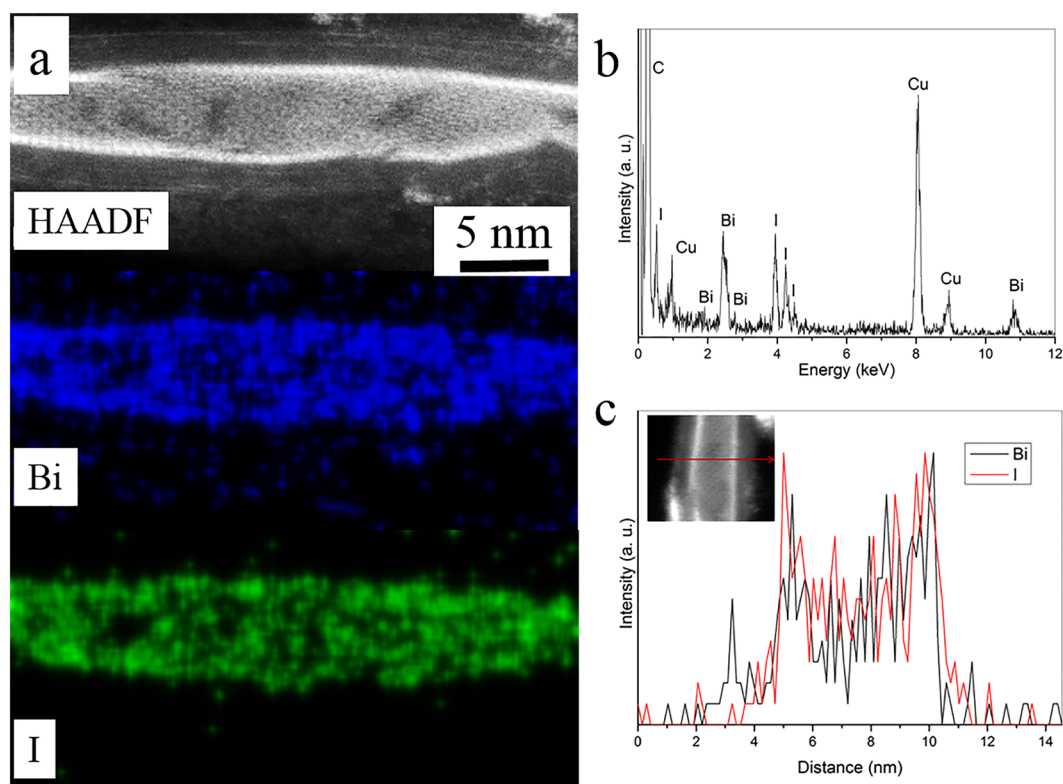 a
HAADF
5 nm
Bi
I
b
Intensity (a. u.)
C
I
Cu
Bi
Bi
Bi
I
I
I
Cu
Cu
Bi
0
2
4
6
8
10
12
Energy (keV)
c
Intensity (a. u.)
Bi
I
0
2
4
6
8
10
12
14
Distance (nm)